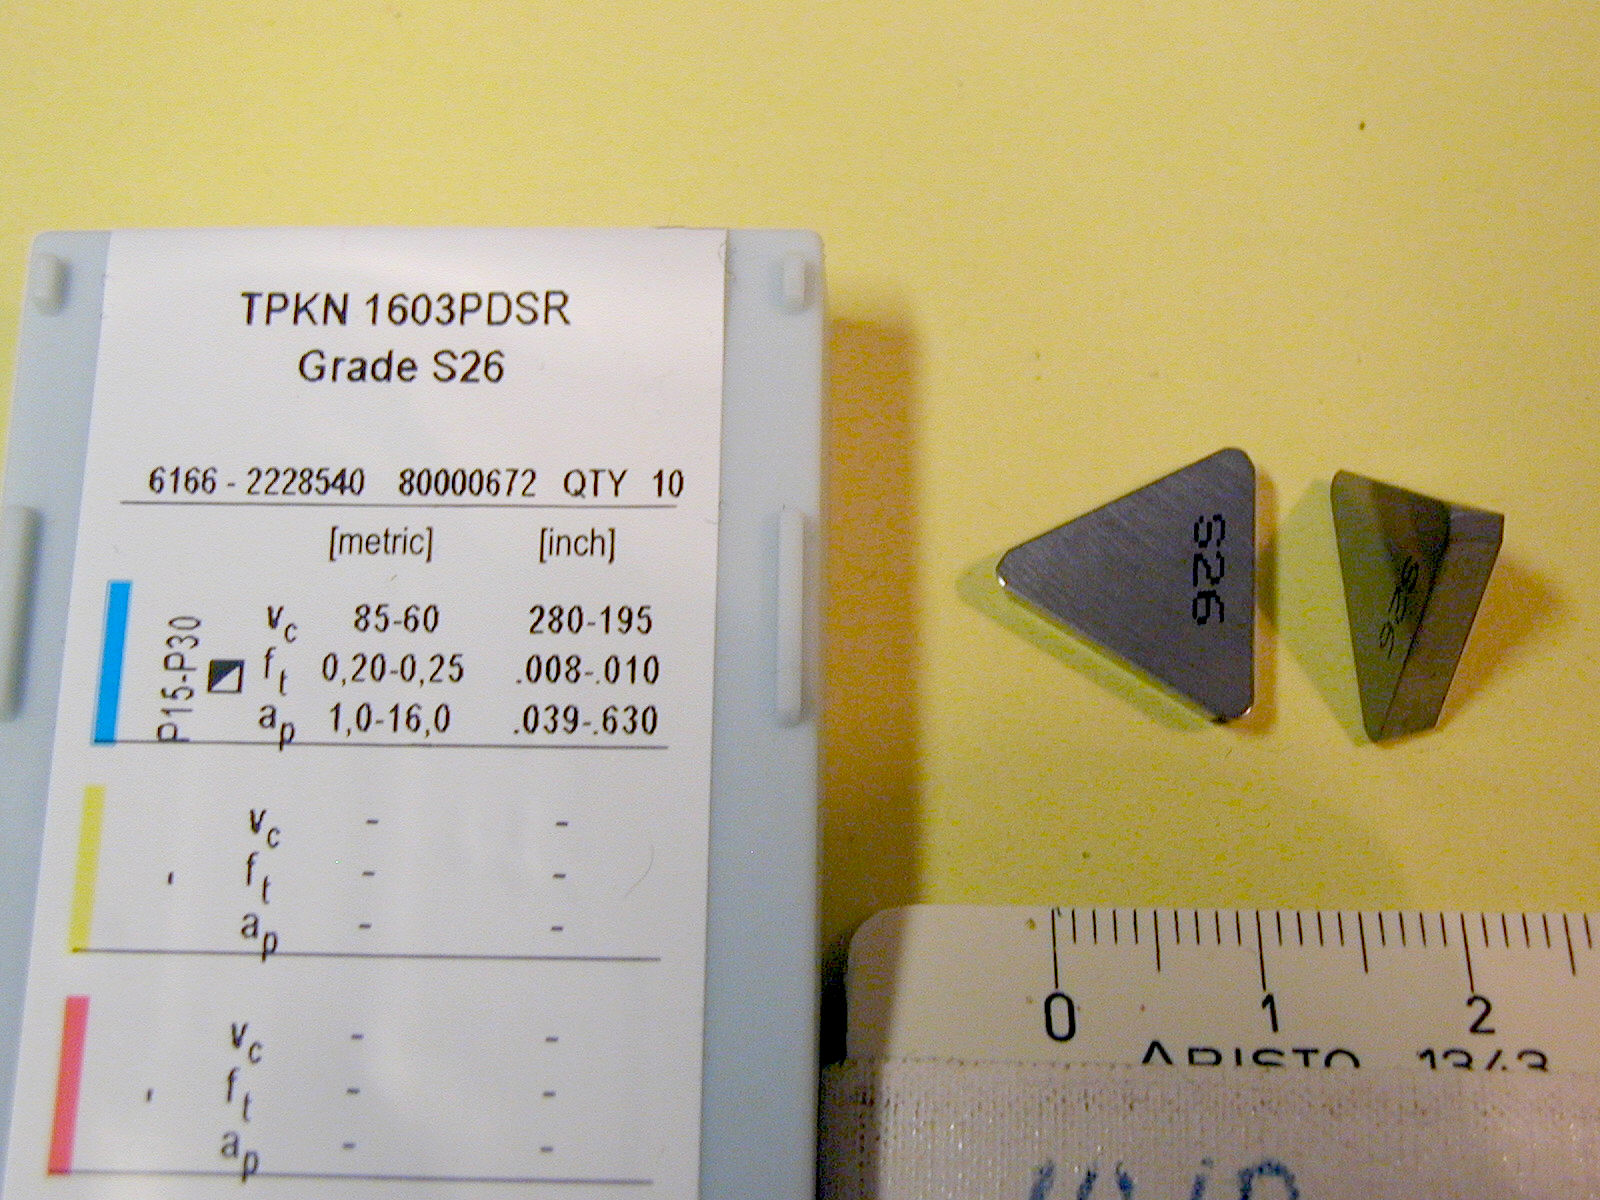 TPKN 1603PDSR
Grade S26
6166 - 2228540 80000672 QTY 10
[metric] [inch]
P15-P30
vc 85-60 280-195
ft 0,20-0,25 .008-.010
ap 1,0-16,0 .039-.630
vc - -
ft - -
ap - -
vc - -
ft - -
ap - -
S26
S26
0 1 2
ARISTO 1343